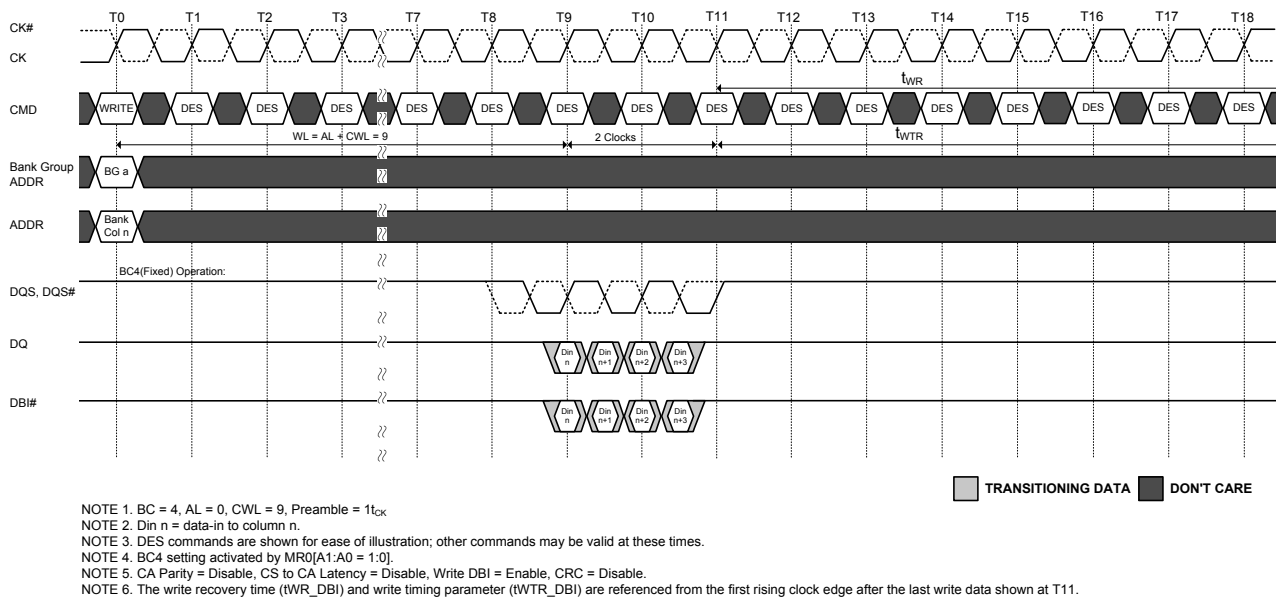 T0 T1 T2 T3 T7 T8 T9 T10 T11 T12 T13 T14 T15 T16 T17 T18
CK#
CK
tWR
CMD WRITE DES DES DES DES DES DES DES DES DES DES DES DES DES DES DES
WL = AL + CWL = 9 2 Clocks tWTR
Bank Group
ADDR
BG a
ADDR
Bank
Col n
BC4(Fixed) Operation:
DQS, DQS#
DQ
Din Din Din Din
n n+1 n+2 n+3
DBI#
Din Din Din Din
n n+1 n+2 n+3
TRANSITIONING DATA DON'T CARE
NOTE 1. BC = 4, AL = 0, CWL = 9, Preamble = 1tCK
NOTE 2. Din n = data-in to column n.
NOTE 3. DES commands are shown for ease of illustration; other commands may be valid at these times.
NOTE 4. BC4 setting activated by MR0[A1:A0 = 1:0].
NOTE 5. CA Parity = Disable, CS to CA Latency = Disable, Write DBI = Enable, CRC = Disable.
NOTE 6. The write recovery time (tWR_DBI) and write timing parameter (tWTR_DBI) are referenced from the first rising clock edge after the last write data shown at T11.